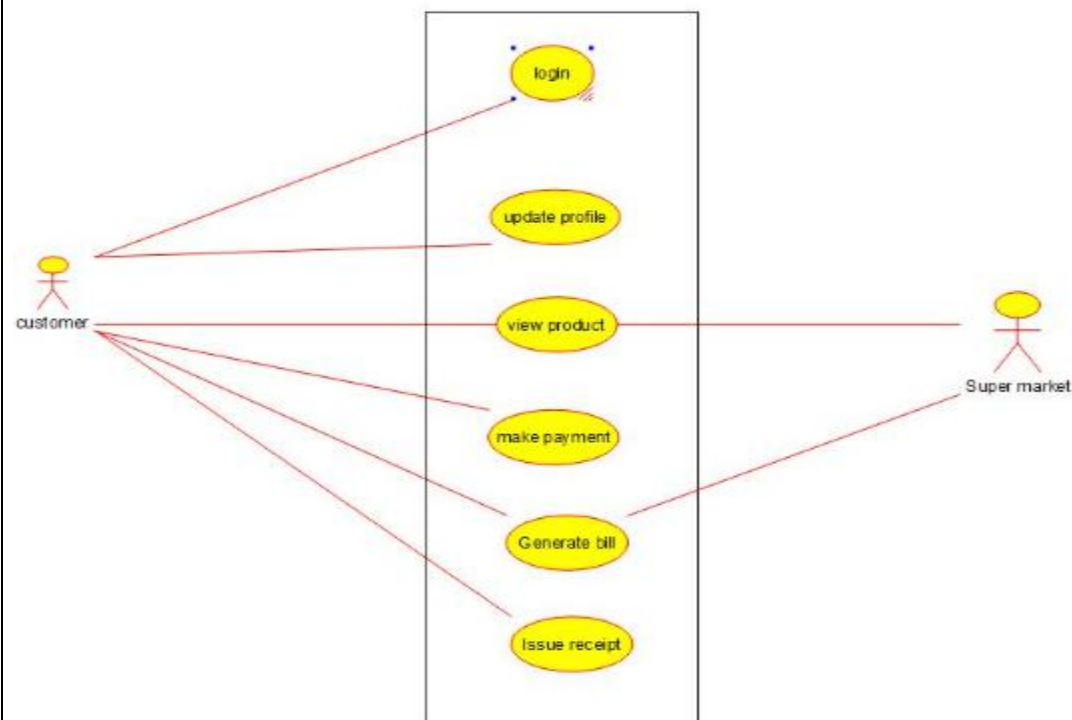 login
update profile
customer
view product
Super market
make payment
Generate bill
Issue receipt